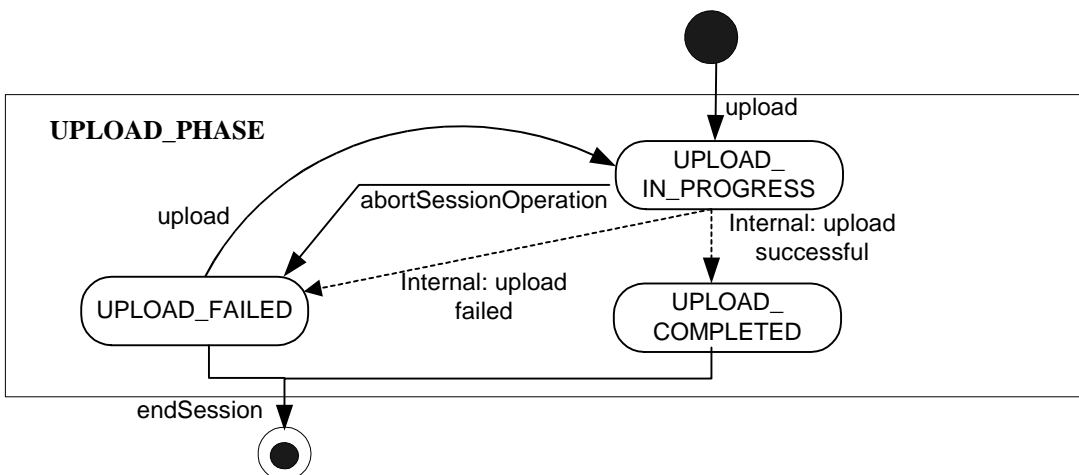 upload
UPLOAD_PHASE
UPLOAD_
IN_PROGRESS
abortSessionOperation
upload
Internal: upload
successful
Internal: upload
failed
UPLOAD_FAILED
UPLOAD_
COMPLETED
endSession